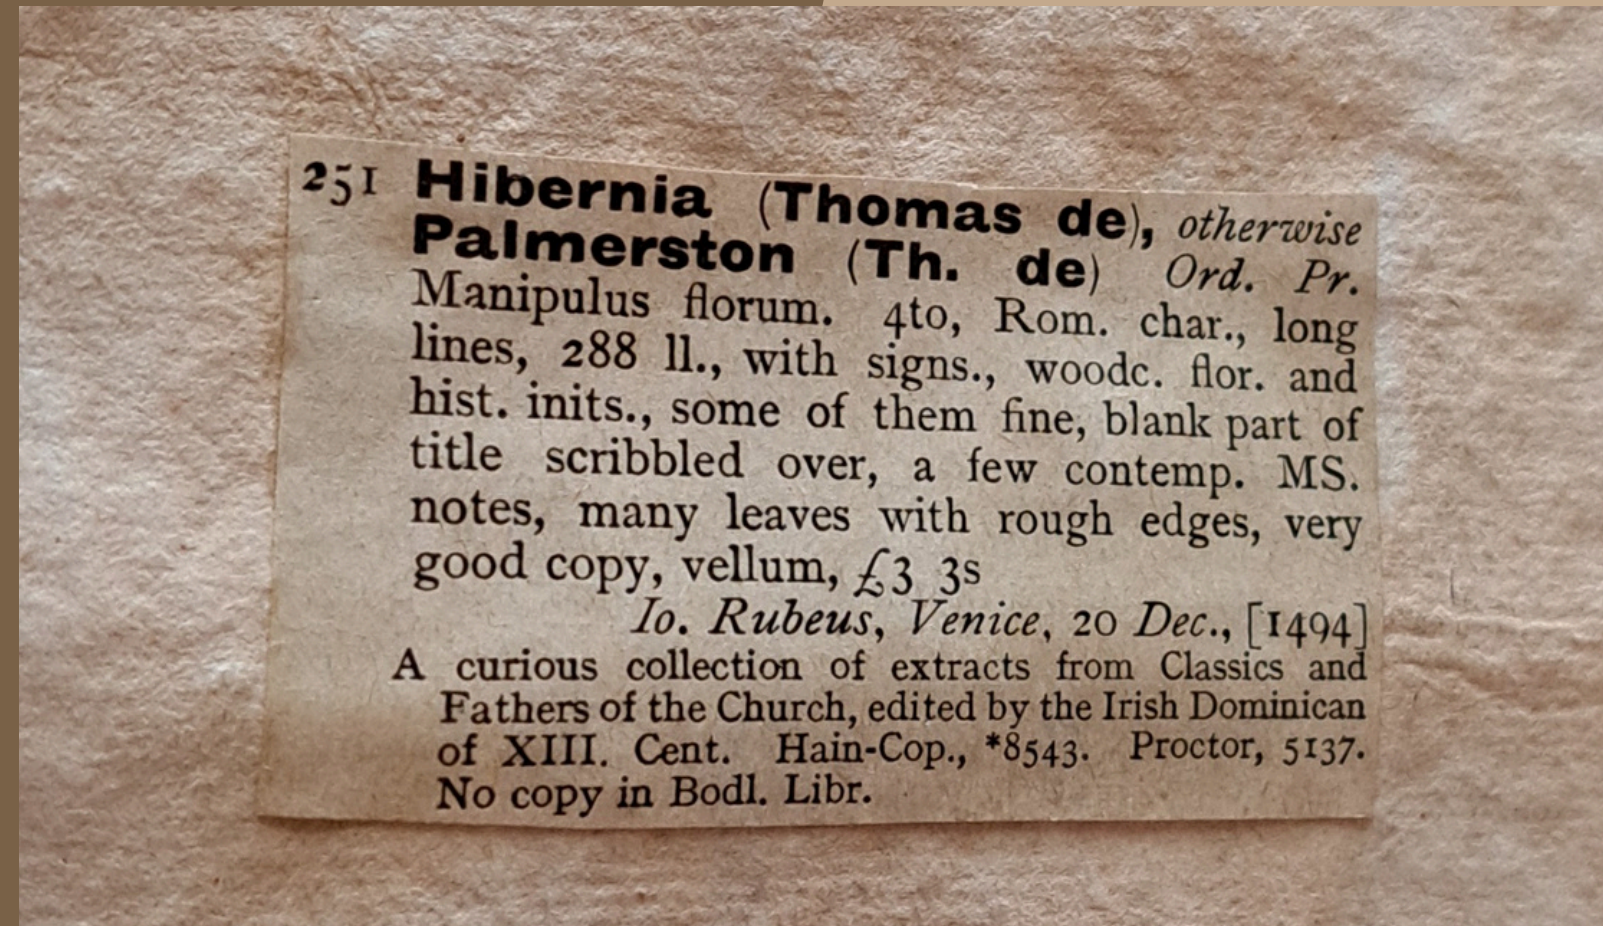 251 Hibernia (Thomas de), otherwise
Palmerston (Th. de) Ord. Pr.
Manipulus florum. 4to, Rom. char., long
lines, 288 ll., with signs., woodc. flor. and
hist. inits., some of them fine, blank part of
title scribbled over, a few contemp. MS.
notes, many leaves with rough edges, very
good copy, vellum, £3 3s
Io. Rubeus, Venice, 20 Dec., [1494]
A curious collection of extracts from Classics and
Fathers of the Church, edited by the Irish Dominican
of XIII. Cent. Hain-Cop., *8543. Proctor, 5137.
No copy in Bodl. Libr.